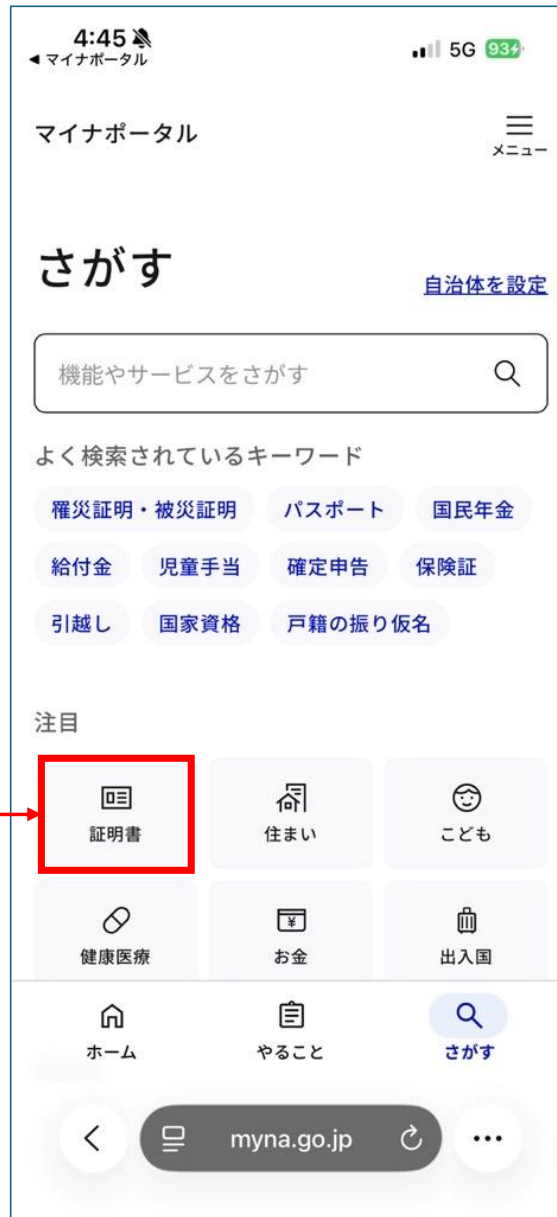 4:45
5G 93
◀ マイナポータル
マイナポータル
メニュー
さがす
自治体を設定
機能やサービスをさがす
よく検索されているキーワード
罹災証明・被災証明 パスポート 国民年金
給付金 児童手当 確定申告 保険証
引越し 国家資格 戸籍の振り仮名
注目
証明書 住まい こども
健康医療 お金 出入国
ホーム やること さがす
myna.go.jp